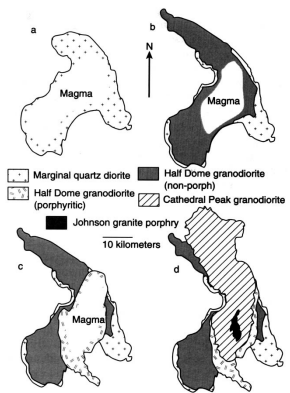 a
b
N
Magma
Magma
Marginal quartz diorite
Half Dome granodiorite
(non-porph)
Half Dome granodiorite
(porphyritic)
Cathedral Peak granodiorite
Johnson granite porphry
10 kilometers
c
d
Magma